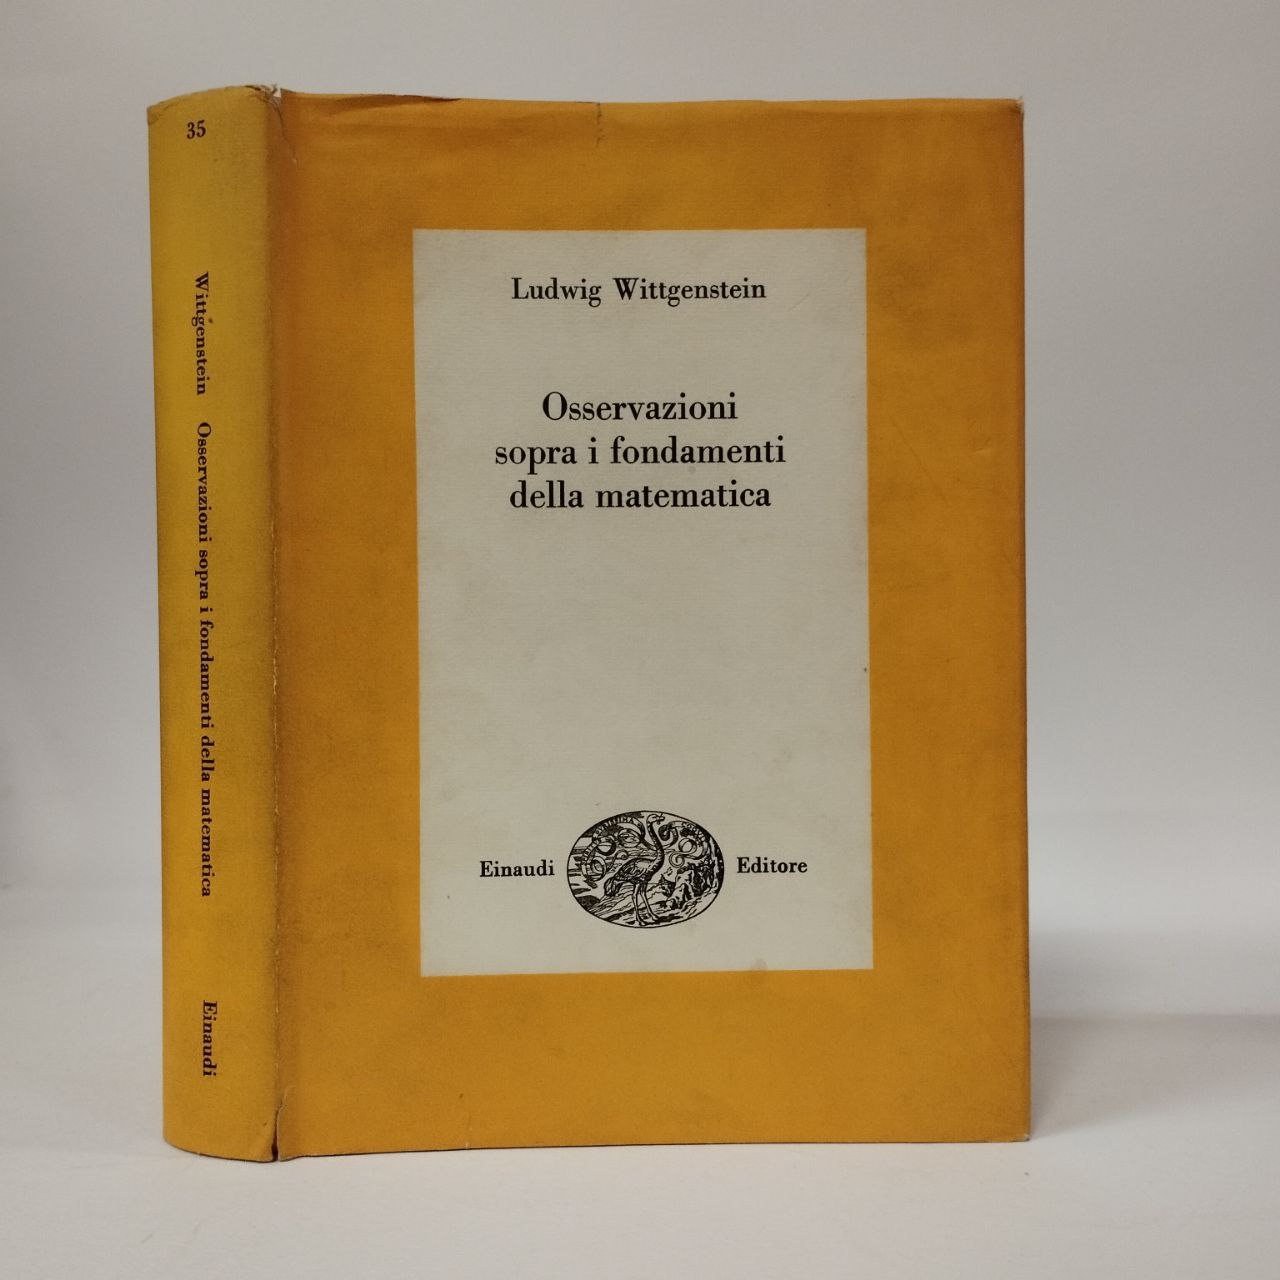 35
Wittgenstein Osservazioni sopra i fondamenti della matematica Einaudi
Ludwig Wittgenstein
Osservazioni
sopra i fondamenti
della matematica
Einaudi Editore